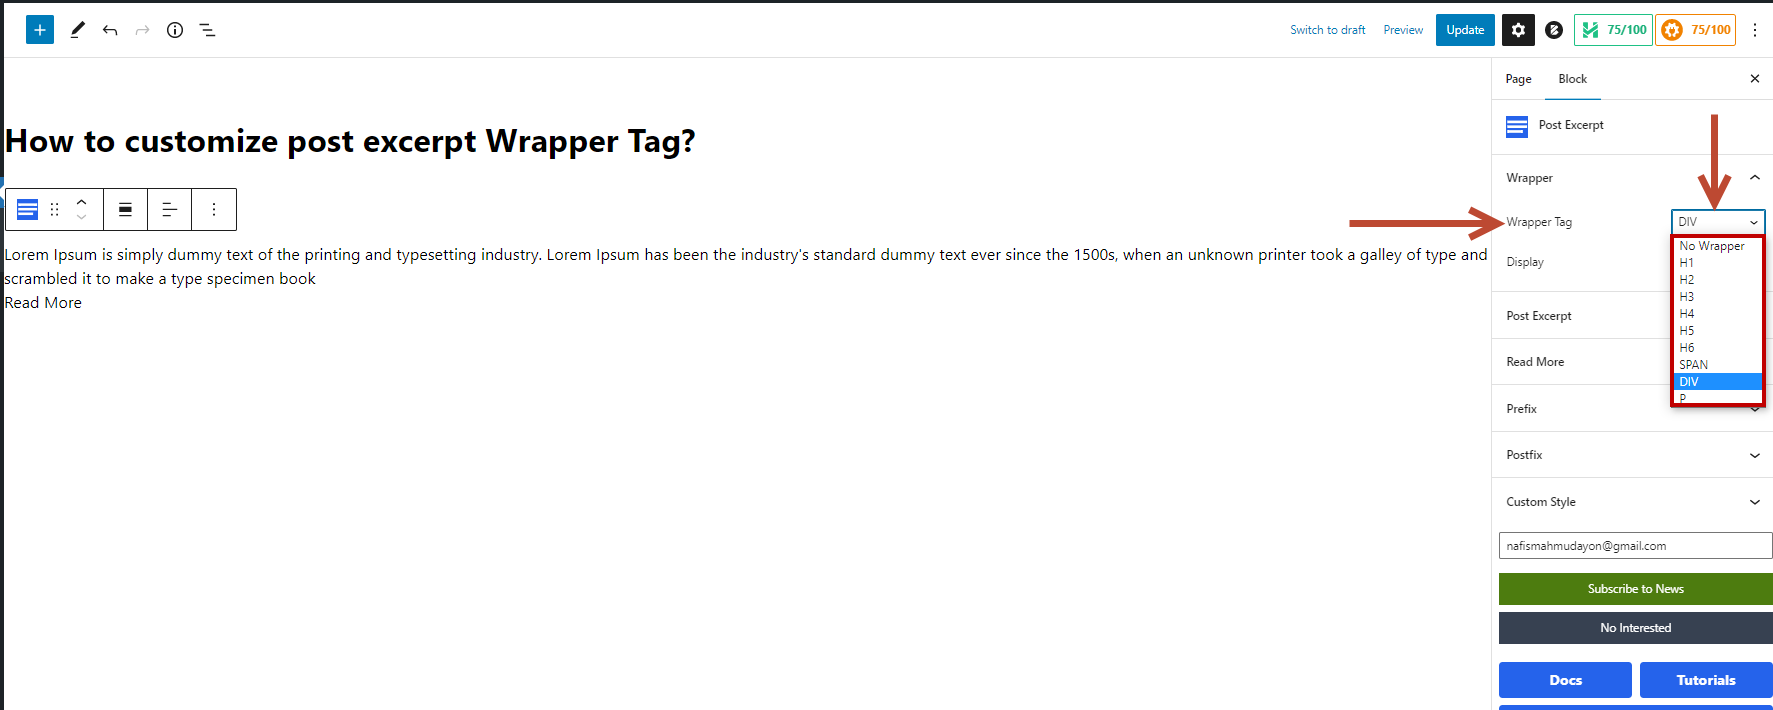 Switch to draft
Preview
Update
75/100
75/100
Page
Block
Post Excerpt
How to customize post excerpt Wrapper Tag?
Wrapper
Wrapper Tag
DIV
No Wrapper
H1
H2
H3
H4
H5
H6
SPAN
DIV
P
Display
Lorem Ipsum is simply dummy text of the printing and typesetting industry. Lorem Ipsum has been the industry's standard dummy text ever since the 1500s, when an unknown printer took a galley of type and
scrambled it to make a type specimen book
Read More
Post Excerpt
Read More
Prefix
Postfix
Custom Style
nafismahmudayon@gmail.com
Subscribe to News
No Interested
Docs
Tutorials